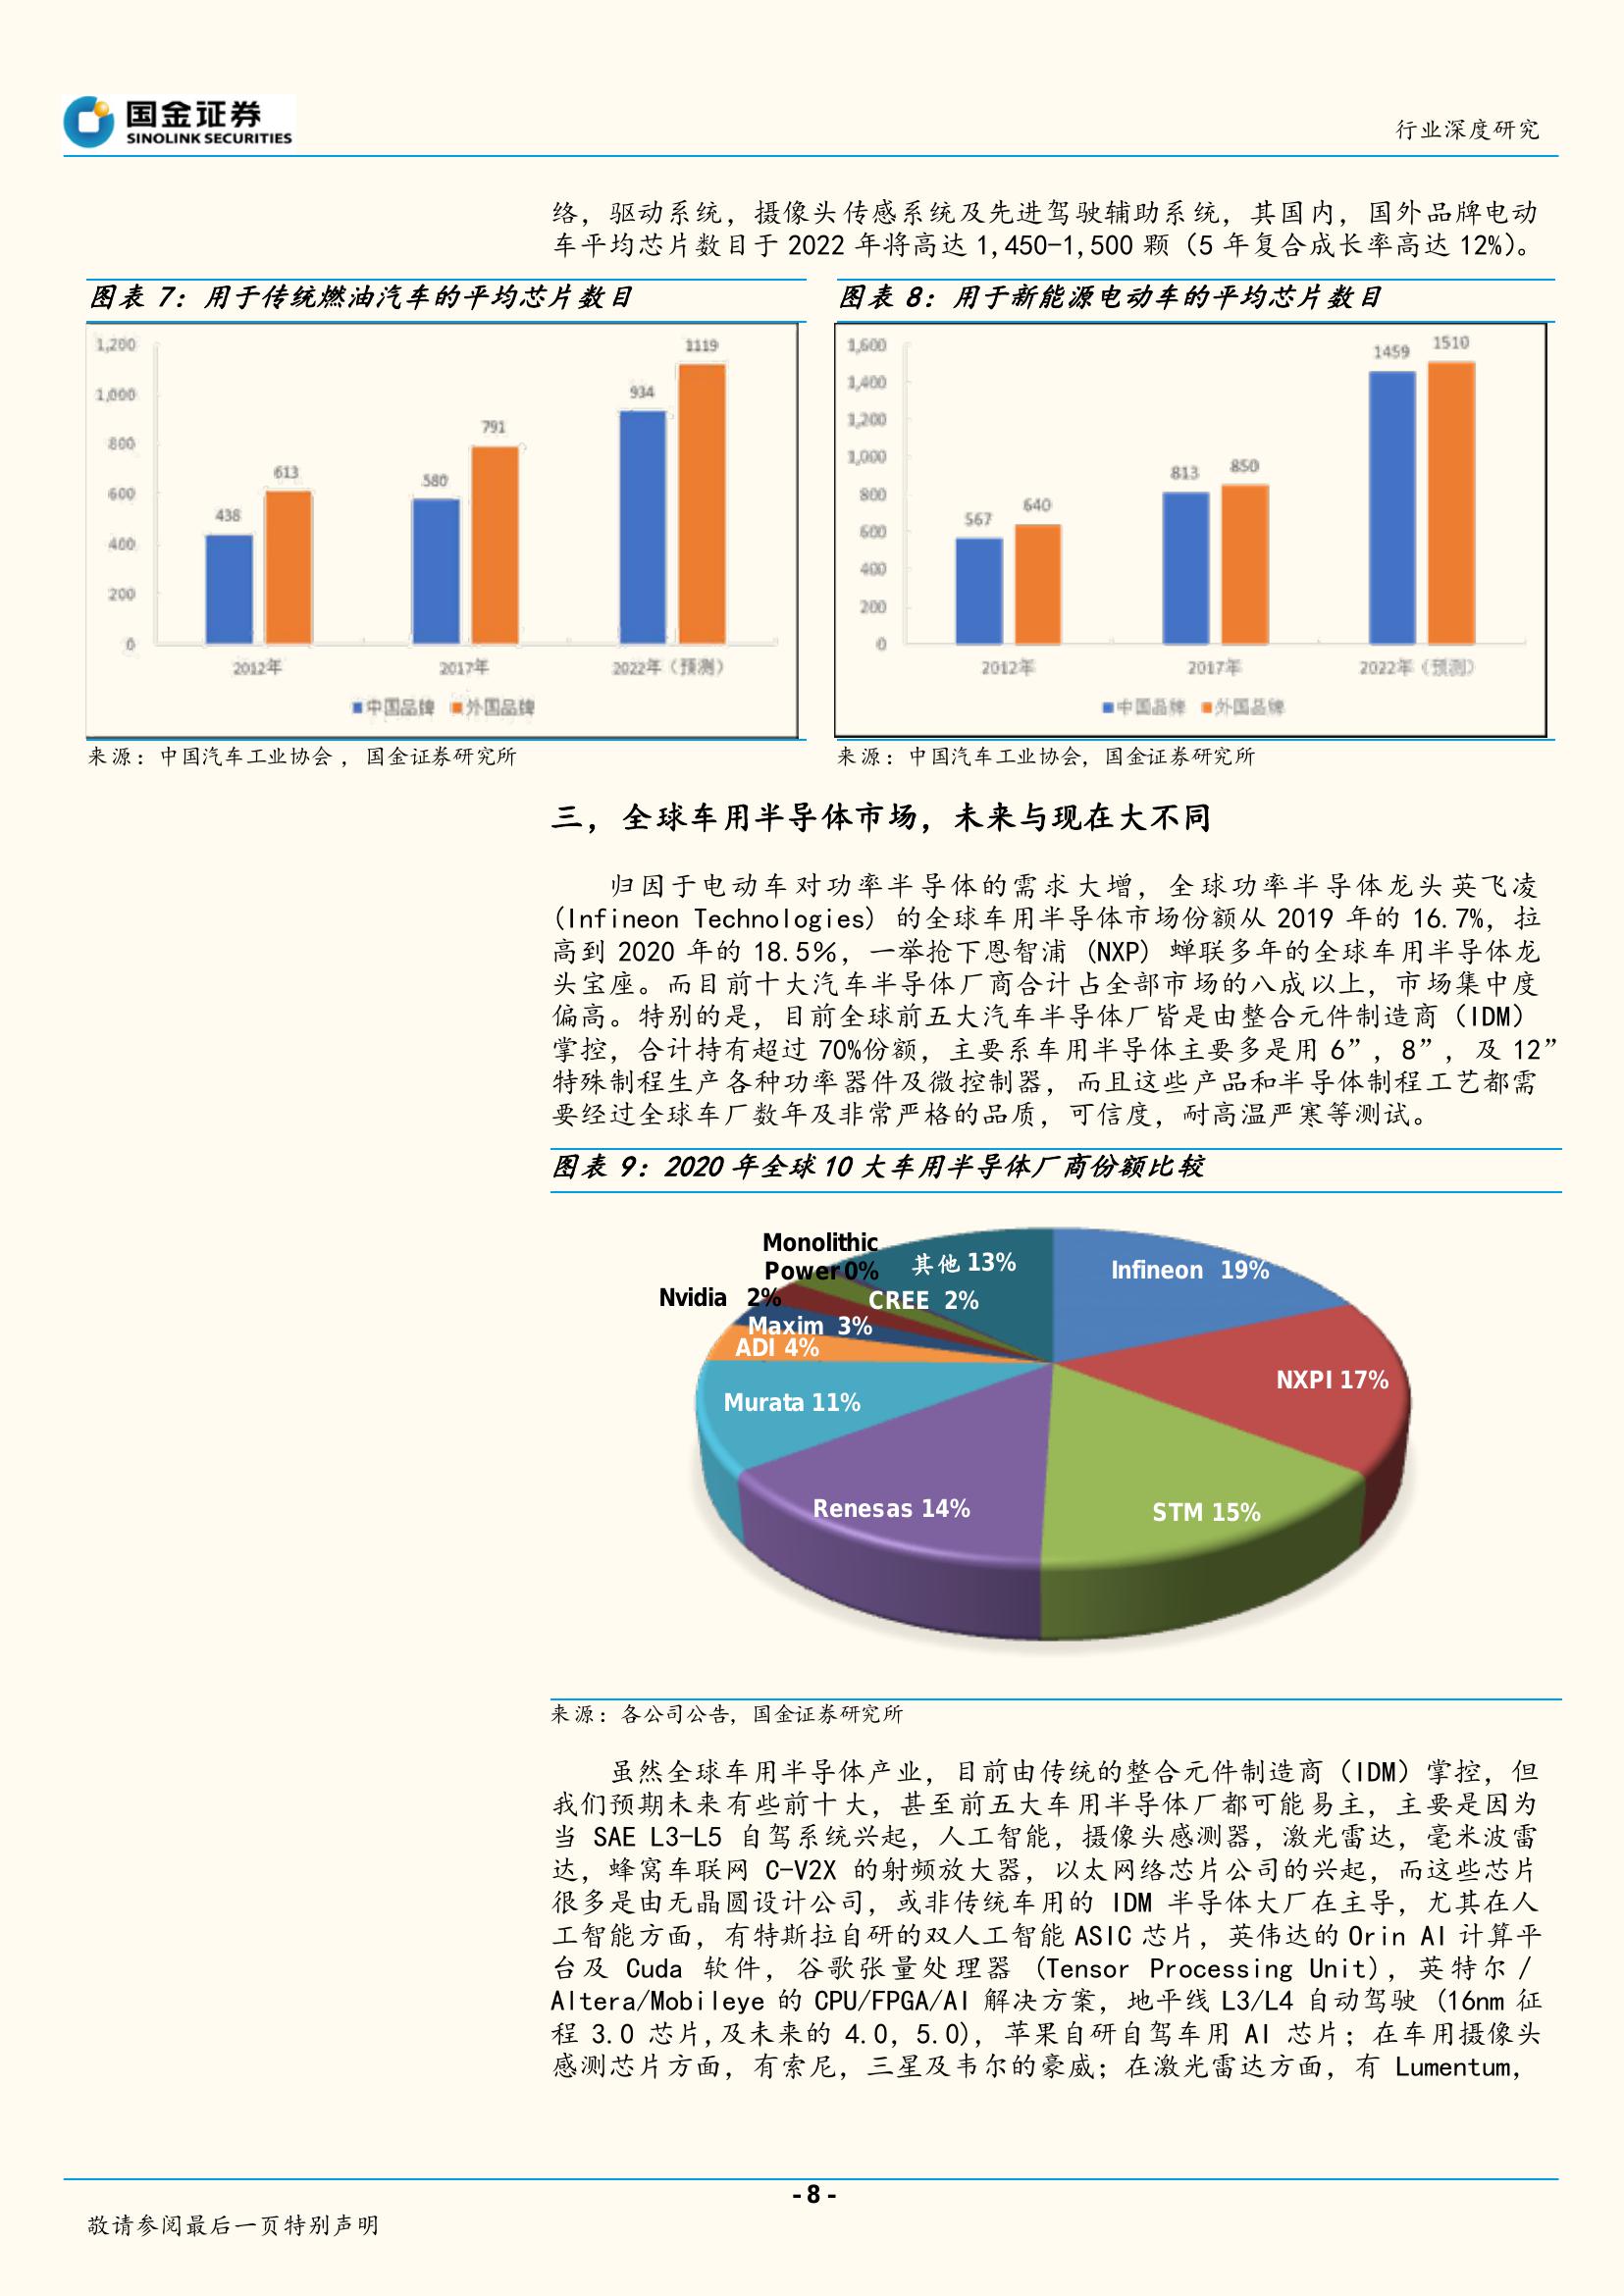 国金证券
SINOLINK SECURITIES
行业深度研究
络，驱动系统，摄像头传感系统及先进驾驶辅助系统，其国内，国外品牌电动
车平均芯片数目于 2022 年将高达 1,450-1,500 颗（5 年复合成长率高达 12%）。
图表 7：用于传统燃油汽车的平均芯片数目
1,200
1,000
800
600
400
200
0
438
613
580
791
934
1119
2012年
2017年
2022年（预测）
中国品牌
外国品牌
来源：中国汽车工业协会 ，国金证券研究所
图表 8：用于新能源电动车的平均芯片数目
1,600
1,400
1,200
1,000
800
600
400
200
0
567
640
813
850
1459
1510
2012年
2017年
2022年（预测）
中国品牌
外国品牌
来源：中国汽车工业协会，国金证券研究所
三，全球车用半导体市场，未来与现在大不同
归因于电动车对功率半导体的需求大增，全球功率半导体龙头英飞凌
(Infineon Technologies) 的全球车用半导体市场份额从 2019 年的 16.7%，拉
高到 2020 年的 18.5%，一举抢下恩智浦 (NXP) 蝉联多年的全球车用半导体龙
头宝座。而目前十大汽车半导体厂商合计占全部市场的八成以上，市场集中度
偏高。特别的是，目前全球前五大汽车半导体厂皆是由整合元件制造商（IDM）
掌控，合计持有超过 70%份额，主要系车用半导体主要多是用 6”，8”，及 12”
特殊制程生产各种功率器件及微控制器，而且这些产品和半导体制程工艺都需
要经过全球车厂数年及非常严格的品质，可信度，耐高温严寒等测试。
图表 9：2020 年全球 10 大车用半导体厂商份额比较
Monolithic
Power 0%
其他 13%
Infineon 19%
Nvidia 2%
CREE 2%
Maxim 3%
ADI 4%
NXPI 17%
Murata 11%
Renesas 14%
STM 15%
来源：各公司公告，国金证券研究所
虽然全球车用半导体产业，目前由传统的整合元件制造商（IDM）掌控，但
我们预期未来有些前十大，甚至前五大车用半导体厂都可能易主，主要是因为
当 SAE L3-L5 自驾系统兴起，人工智能，摄像头感测器，激光雷达，毫米波雷
达，蜂窝车联网 C-V2X 的射频放大器，以太网络芯片公司的兴起，而这些芯片
很多是由无晶圆设计公司，或非传统车用的 IDM 半导体大厂在主导，尤其在人
工智能方面，有特斯拉自研的双人工智能 ASIC 芯片，英伟达的 Orin AI 计算平
台及 Cuda 软件，谷歌张量处理器 (Tensor Processing Unit)，英特尔/
Altera/Mobileye 的 CPU/FPGA/AI 解决方案，地平线 L3/L4 自动驾驶 (16nm 征
程 3.0 芯片,及未来的 4.0，5.0)，苹果自研自驾车用 AI 芯片；在车用摄像头
感测芯片方面，有索尼，三星及韦尔的豪威；在激光雷达方面，有 Lumentum，
- 8 -
敬请参阅最后一页特别声明